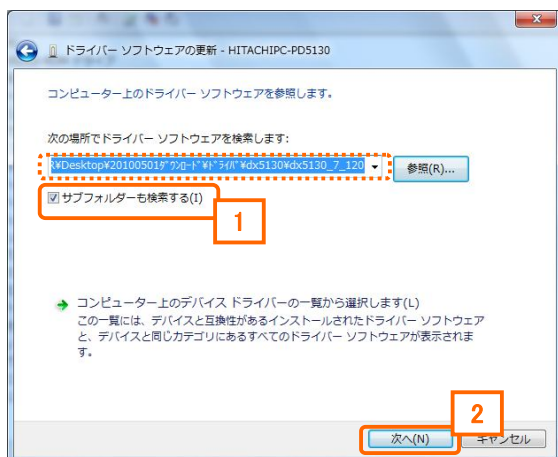 ドライバー ソフトウェアの更新 - HITACHIPC-PD5130
コンピューター上のドライバー ソフトウェアを参照します。
次の場所でドライバー ソフトウェアを検索します:
R¥Desktop¥20100501ﾀﾞｳﾝﾛｰﾄﾞ¥ﾄﾞﾗｲﾊﾞ¥dx5130¥dx5130_7_120
参照(R)...
サブフォルダーも検索する(I)
1
コンピューター上のデバイス ドライバーの一覧から選択します(L)
この一覧には、デバイスと互換性があるインストールされたドライバー ソフトウェア
と、デバイスと同じカテゴリにあるすべてのドライバー ソフトウェアが表示されま
す。
2
次へ(N)
キャンセル